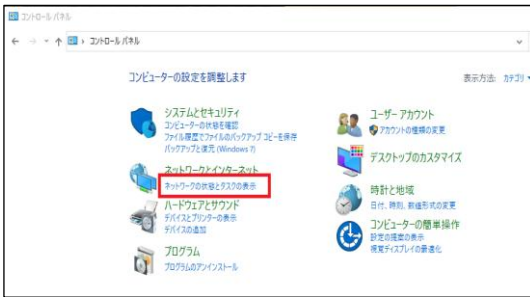 コントロール パネル
コントロール パネル
コンピューターの設定を調整します
表示方法: カテゴリ
システムとセキュリティ
コンピューターの状態を確認
ファイル履歴でファイルのバックアップ コピーを保存
バックアップと復元 (Windows 7)
ネットワークとインターネット
ネットワークの状態とタスクの表示
ハードウェアとサウンド
デバイスとプリンターの表示
デバイスの追加
プログラム
プログラムのアンインストール
ユーザー アカウント
アカウントの種類の変更
デスクトップのカスタマイズ
時計と地域
日付、時刻、数値形式の変更
コンピューターの簡単操作
設定の提案の表示
視覚ディスプレイの最適化